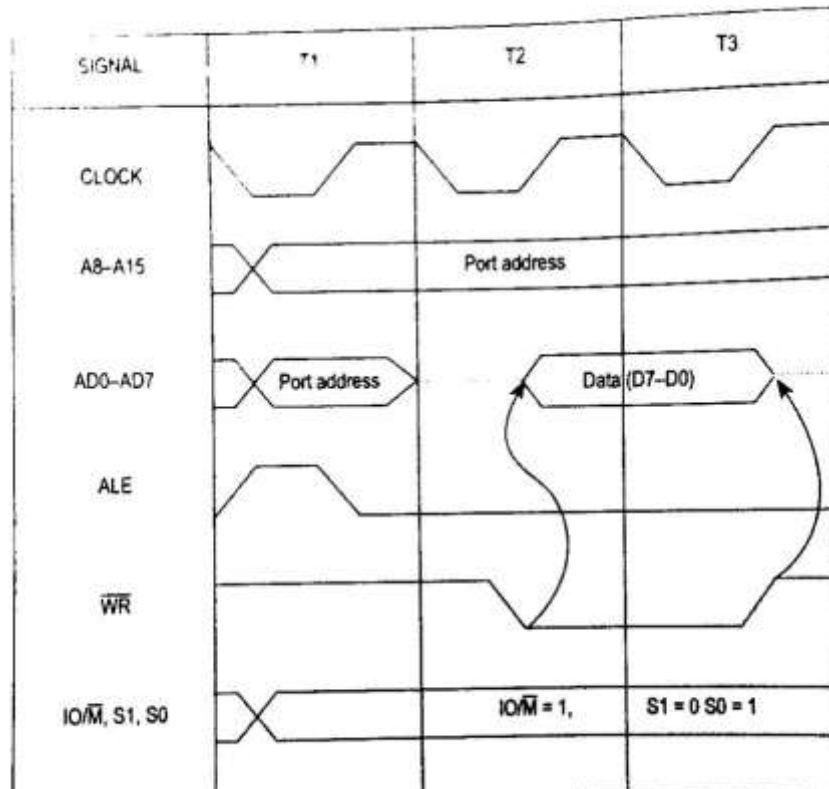 SIGNAL T1 T2 T3
CLOCK
A8–A15 Port address
AD0–AD7 Port address Data (D7–D0)
ALE
W̅R̅
IO/M̅, S1, S0 IO/M̅ = 1, S1 = 0 S0 = 1